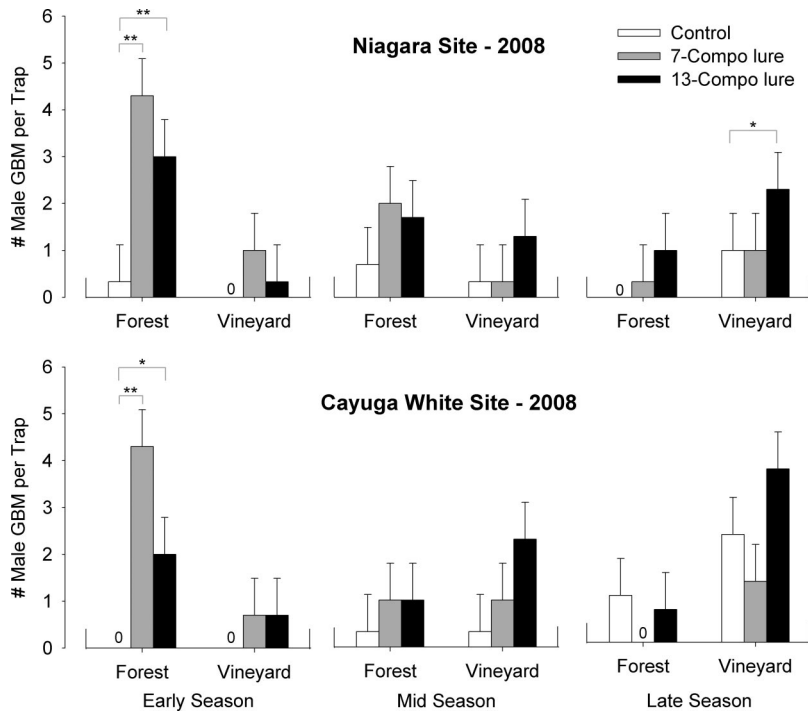 Niagara Site - 2008
Control
7-Compo lure
13-Compo lure
# Male GBM per Trap
6
5
4
3
2
1
0
**
**
*
0
0
Forest
Vineyard
Forest
Vineyard
Forest
Vineyard
Cayuga White Site - 2008
# Male GBM per Trap
6
5
4
3
2
1
0
*
**
0
0
0
Forest
Vineyard
Forest
Vineyard
Forest
Vineyard
Early Season
Mid Season
Late Season